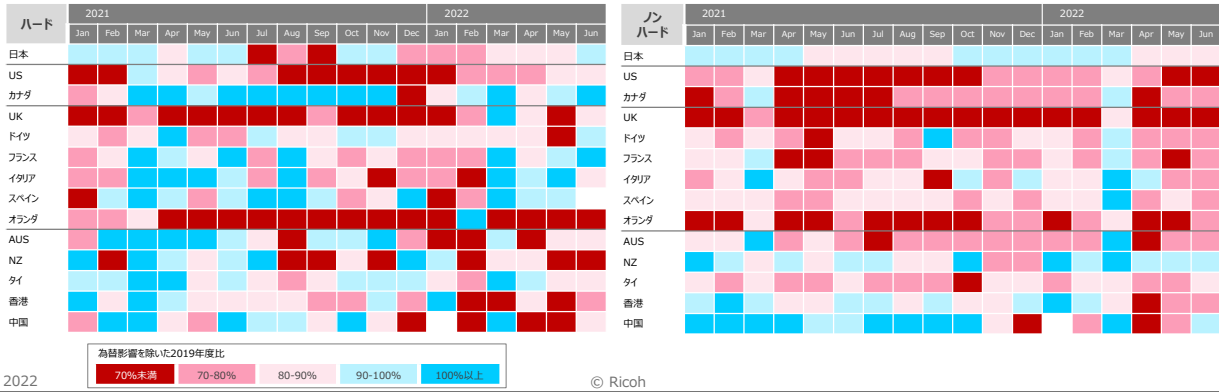 ハード
2021
2022
Jan Feb Mar Apr May Jun Jul Aug Sep Oct Nov Dec Jan Feb Mar Apr May Jun
日本
US
カナダ
UK
ドイツ
フランス
イタリア
スペイン
オランダ
AUS
NZ
タイ
香港
中国
ノン
ハード
2021
2022
Jan Feb Mar Apr May Jun Jul Aug Sep Oct Nov Dec Jan Feb Mar Apr May Jun
日本
US
カナダ
UK
ドイツ
フランス
イタリア
スペイン
オランダ
AUS
NZ
タイ
香港
中国
為替影響を除いた2019年度比
70%未満 70-80% 80-90% 90-100% 100%以上
2022
© Ricoh